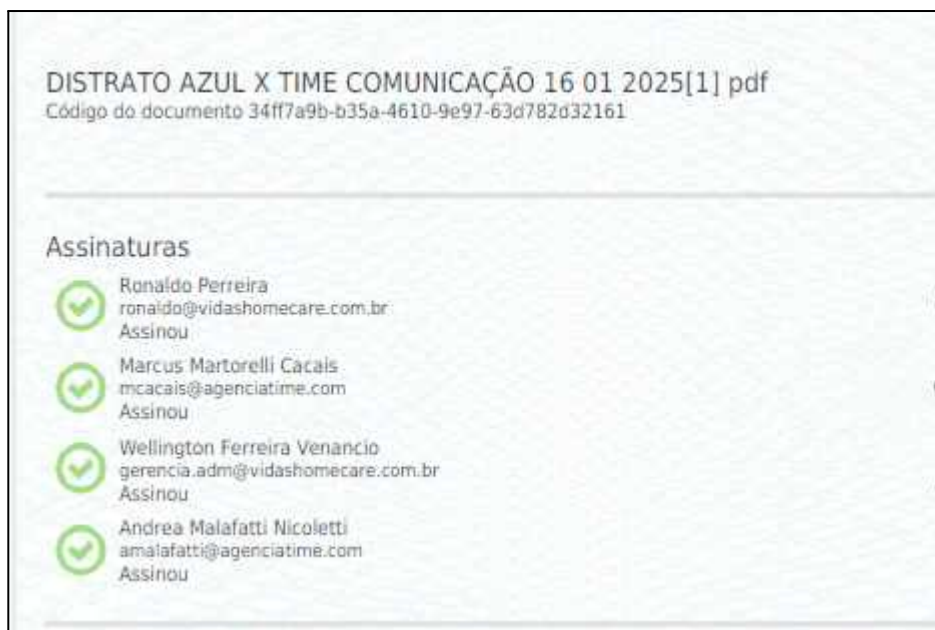 DISTRATO AZUL X TIME COMUNICAÇÃO 16 01 2025[1] pdf
Código do documento 34ff7a9b-b35a-4610-9e97-63d782d32161
Assinaturas
Ronaldo Perreira
ronaldo@vidashomecare.com.br
Assinou
Marcus Martorelli Cacais
mcacais@agenciatime.com
Assinou
Wellington Ferreira Venancio
gerencia.adm@vidashomecare.com.br
Assinou
Andrea Malafatti Nicoletti
amalafatti@agenciatime.com
Assinou